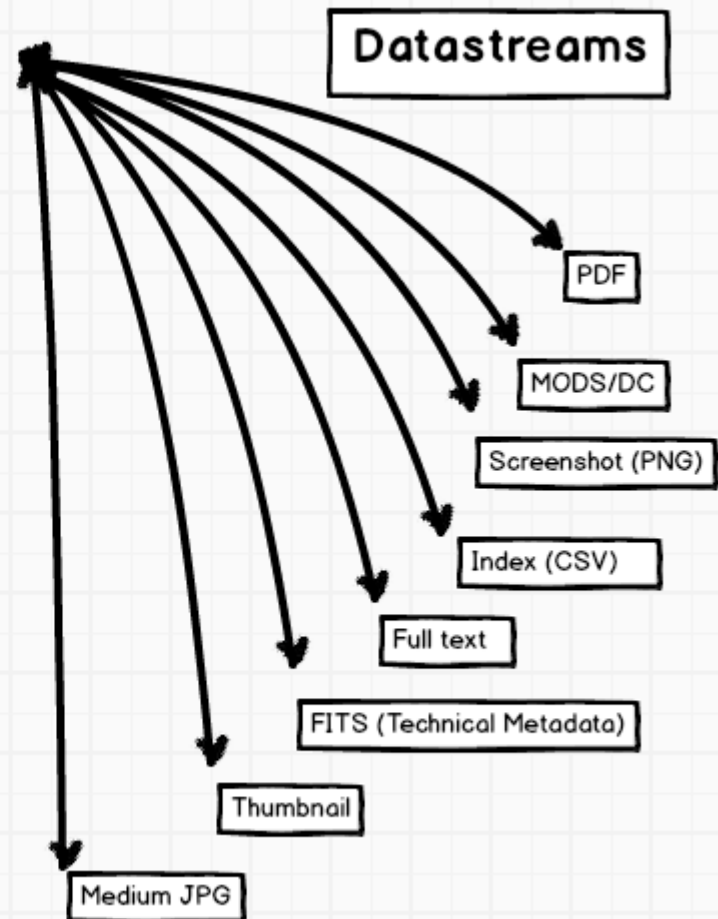 Datastreams
PDF
MODS/DC
Screenshot (PNG)
Index (CSV)
Full text
FITS (Technical Metadata)
Thumbnail
Medium JPG